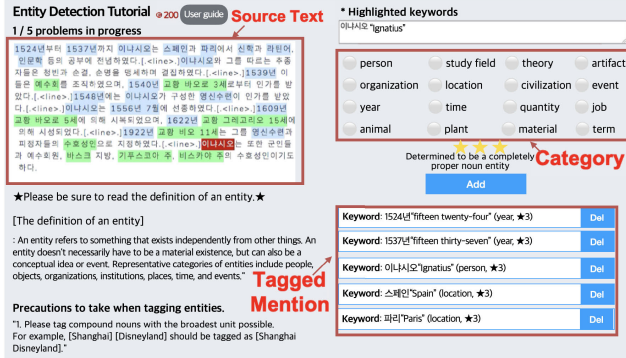 Entity Detection Tutorial
200
User guide
Source Text
1 / 5 problems in progress
1524년부터 1537년까지 이냐시오는 스페인과 파리에서 신학과 라틴어,
인문학 등의 공부에 전념하였다.[.<line>.]이냐시오와 그를 따르는 추종
자들은 청빈과 순결, 순명을 맹세하며 결집하였다.[.<line>.]1539년 이
들은 예수회를 조직하였으며, 1540년 교황 바오로 3세로부터 인가를 받
았다.[.<line>.]1548년에는 이냐시오가 구성한 영신수련이 인가를 받았
다.[.<line>.]이냐시오는 1556년 7월에 선종하였다.[.<line>.]1609년
교황 바오로 5세에 의해 시복되었으며, 1622년 교황 그레고리오 15세에
의해 시성되었다.[.<line>.]1922년 교황 비오 11세는 그를 영신수련과
피정자들의 수호성인으로 지정하였다.[.<line>.]이냐시오는 또한 군인들
과 예수회원, 바스크 지방, 기푸스코아 주, 비스카야 주의 수호성인이기도
하다.
★Please be sure to read the definition of an entity.★
[The definition of an entity]
: An entity refers to something that exists independently from other things. An
entity doesn't necessarily have to be a material existence, but can also be a
conceptual idea or event. Representative categories of entities include people,
objects, organizations, institutions, places, time, and events."
Precautions to take when tagging entities.
"1. Please tag compound nouns with the broadest unit possible.
For example, [Shanghai] [Disneyland] should be tagged as [Shanghai
Disneyland]."
* Highlighted keywords
이냐시오 "Ignatius"
person
study field
theory
artifact
organization
location
civilization
event
year
time
quantity
job
animal
plant
material
term
Category
Determined to be a completely
proper noun entity
Add
Tagged
Mention
Keyword: 1524년"fifteen twenty-four" (year, ★3)
Del
Keyword: 1537년"fifteen thirty-seven" (year, ★3)
Del
Keyword: 이냐시오"Ignatius" (person, ★3)
Del
Keyword: 스페인"Spain" (location, ★3)
Del
Keyword: 파리"Paris" (location, ★3)
Del